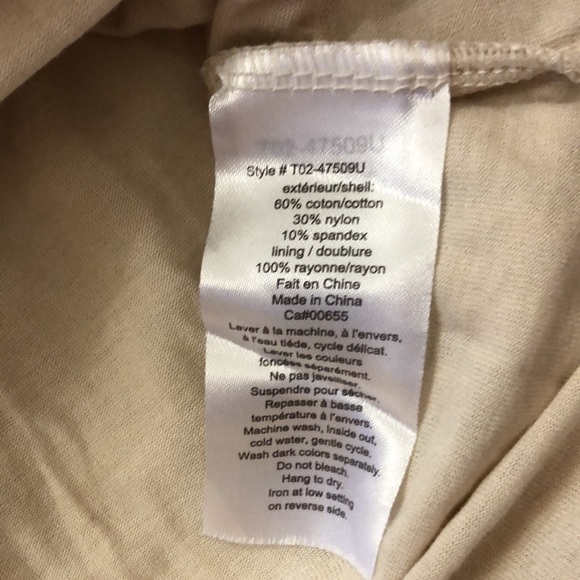 T02-47509U
Style # T02-47509U
extérieur/shell:
60% coton/cotton
30% nylon
10% spandex
lining / doublure
100% rayonne/rayon
Fait en Chine
Made in China
Ca#00655
Laver à la machine, à l'envers,
à l'eau tiède, cycle délicat.
Laver les couleurs
foncées séparément.
Ne pas javelliser.
Suspendre pour sécher.
Repasser à basse
température à l'envers.
Machine wash, Inside out,
cold water, gentle cycle.
Wash dark colors separately.
Do not bleach.
Hang to dry.
Iron at low setting
on reverse side.